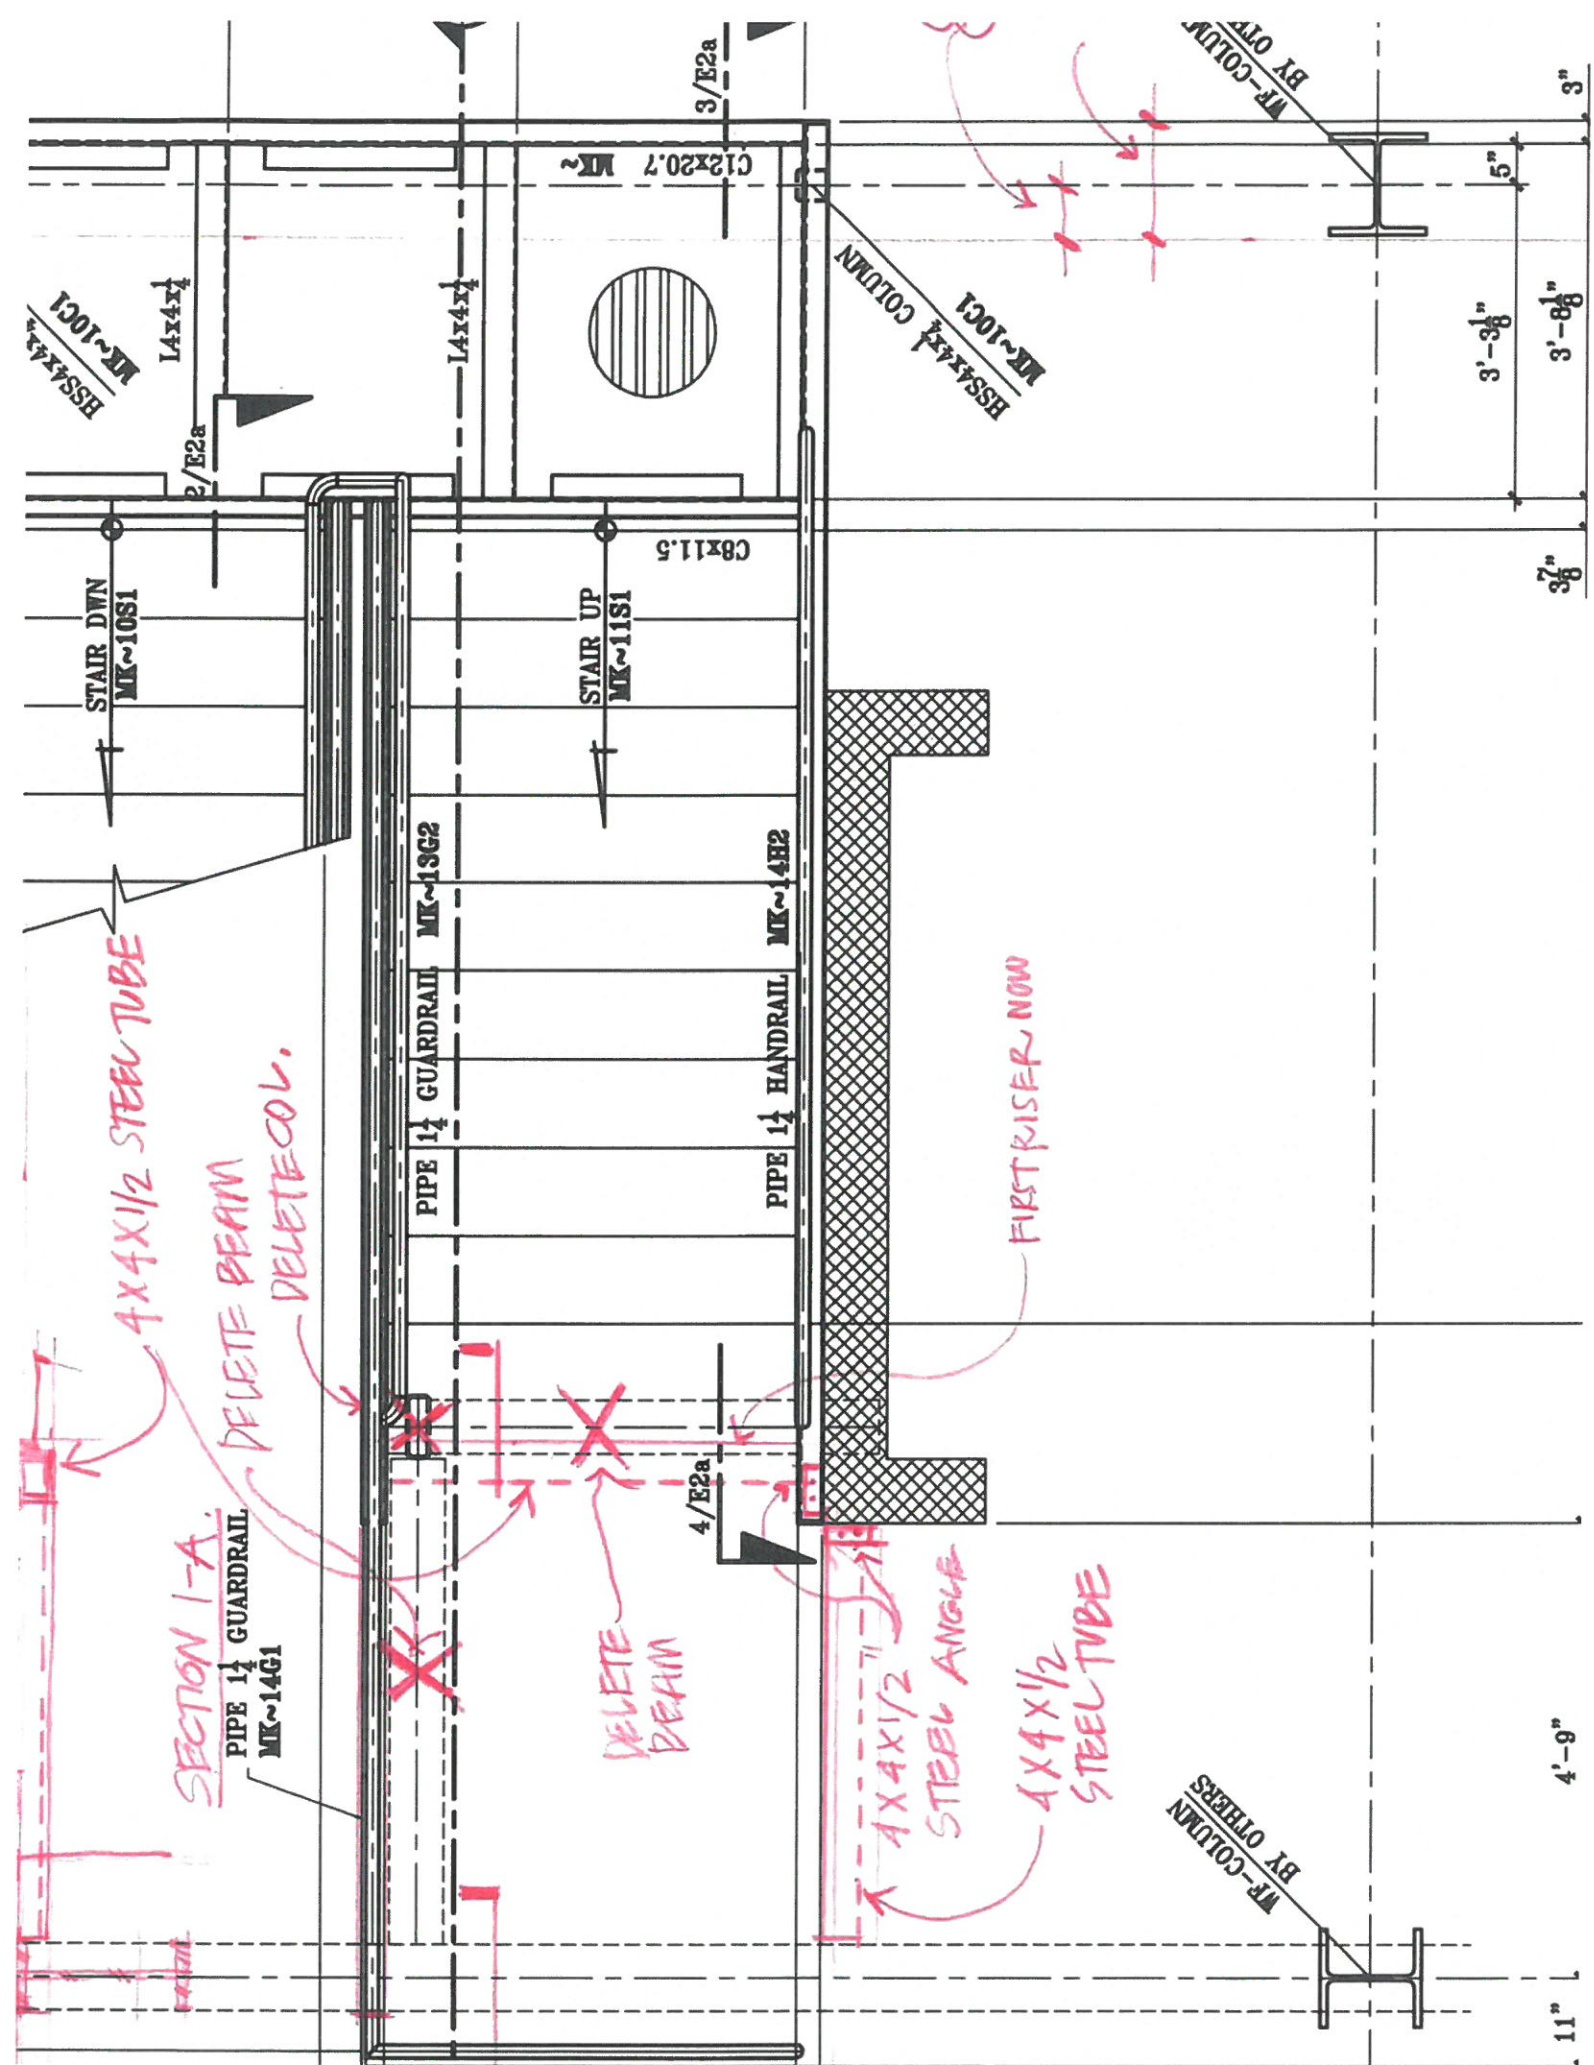 WF-COLUMN
BY OTH
3/E2a
3"
5"
C12x20.7 MK~
HSS4x4x
MK~10C1
L4x4x1/4
L4x4x1/4
HSS4x4x1/4 COLUMN
MK~10C1
3'-3 1/8"
3'-8 1/8"
2/E2a
C8x11.5
3 7/8"
STAIR DWN
MK~10S1
STAIR UP
MK~11S1
PIPE 1 1/4 GUARDRAIL MK~13G2
PIPE 1 1/4 HANDRAIL MK~14H2
4X4X1/2 STEEL TUBE
DELETE BEAM
DELETE COL.
FIRST RISER NOW
4/E2a
SECTION 1-A
PIPE 1 1/4 GUARDRAIL
MK~14G1
DELETE
BEAM
4X4X1/2"
STEEL ANGLE
4X4X1/2
STEEL TUBE
WF-COLUMN
BY OTHERS
4'-9"
11"